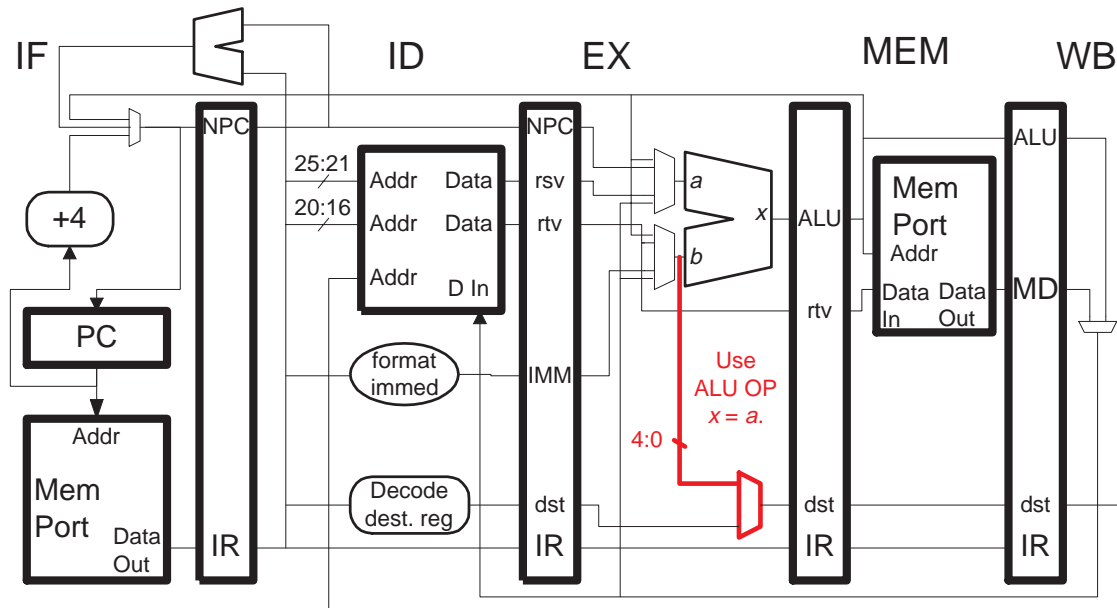 IF
ID
EX
MEM
WB
NPC
25:21
20:16
Addr
Data
Addr
Data
Addr
D In
NPC
rsv
rtv
a
b
x
ALU
rtv
Mem
Port
Addr
Data
In
Data
Out
ALU
MD
+4
PC
format
immed
IMM
Use
ALU OP
x = a.
4:0
Addr
Mem
Port
Data
Out
Decode
dest. reg
dst
dst
dst
IR
IR
IR
IR